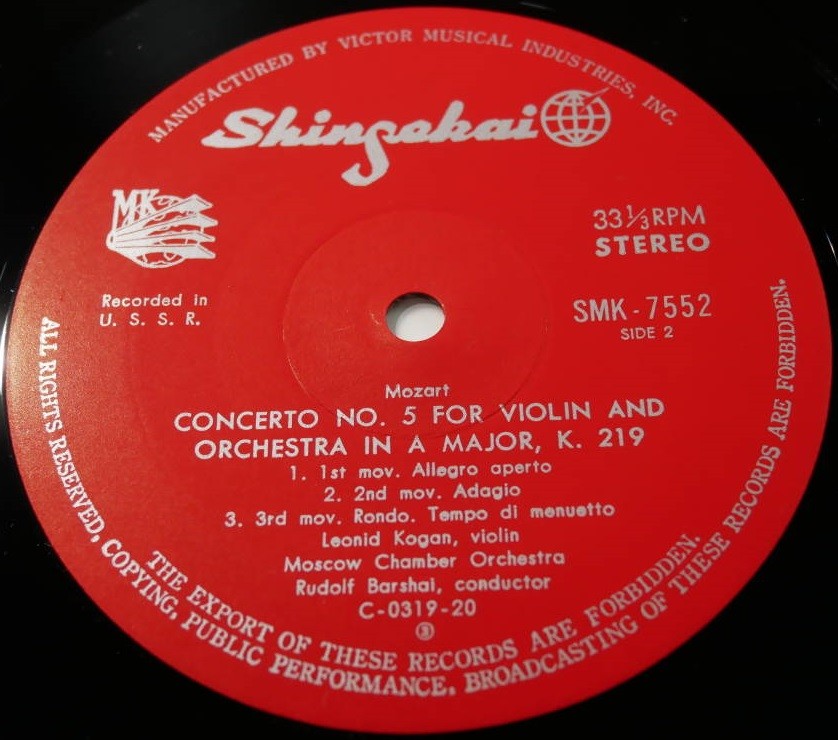 MANUFACTURED BY VICTOR MUSICAL INDUSTRIES, INC.
Shinsekai
MK
33⅓RPM
STEREO
Recorded in
U. S. S. R.
SMK-7552
SIDE 2
Mozart
CONCERTO NO. 5 FOR VIOLIN AND
ORCHESTRA IN A MAJOR, K. 219
1. 1st mov. Allegro aperto
2. 2nd mov. Adagio
3. 3rd mov. Rondo. Tempo di menuetto
Leonid Kogan, violin
Moscow Chamber Orchestra
Rudolf Barshai, conductor
C-0319-20
③
THE EXPORT OF THESE RECORDS ARE FORBIDDEN.
ALL RIGHTS RESERVED, COPYING, PUBLIC PERFORMANCE, BROADCASTING OF THESE RECORDS ARE FORBIDDEN.